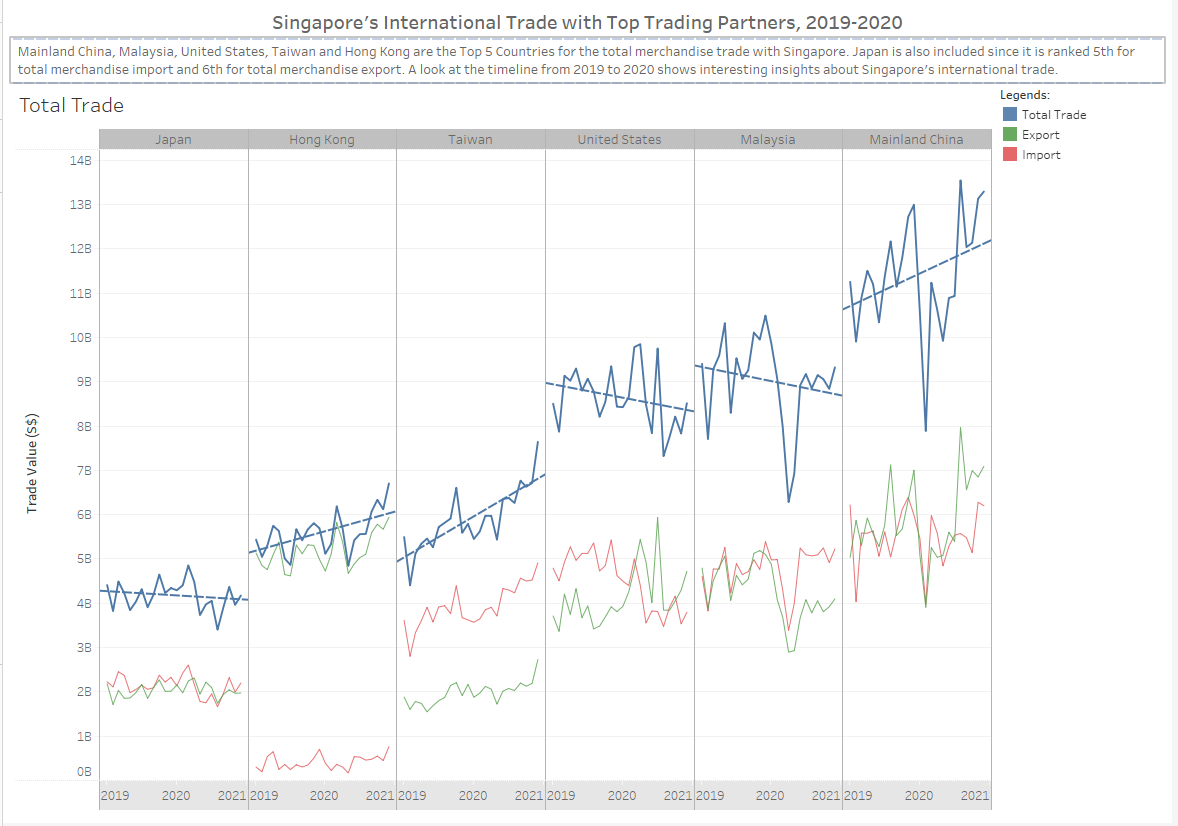 Singapore's International Trade with Top Trading Partners, 2019-2020
Mainland China, Malaysia, United States, Taiwan and Hong Kong are the Top 5 Countries for the total merchandise trade with Singapore. Japan is also included since it is ranked 5th for
total merchandise import and 6th for total merchandise export. A look at the timeline from 2019 to 2020 shows interesting insights about Singapore's international trade.
Total Trade
Legends:
Total Trade
Export
Import
Japan Hong Kong Taiwan United States Malaysia Mainland China
14B
13B
12B
11B
10B
9B
8B
7B
6B
5B
4B
3B
2B
1B
0B
Trade Value (S$)
2019 2020 2021 2019 2020 2021 2019 2020 2021 2019 2020 2021 2019 2020 2021 2019 2020 2021